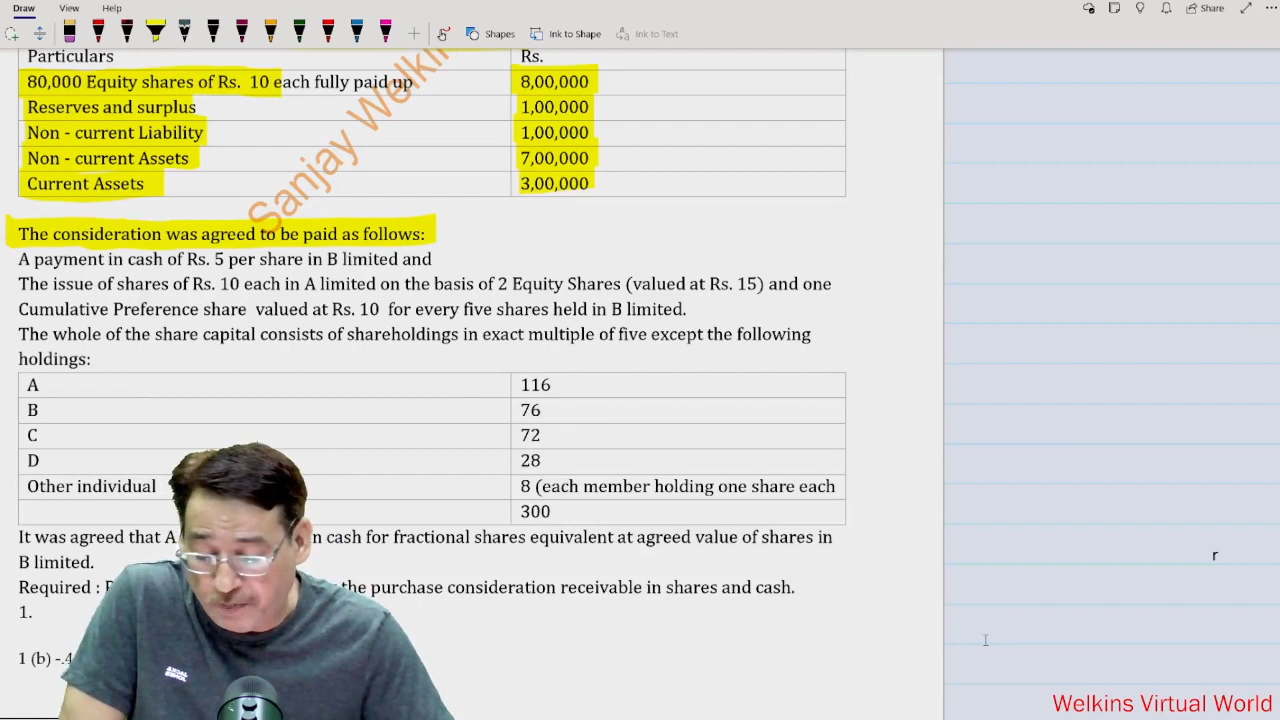 Draw View Help
Share
Shapes Ink to Shape Ink to Text
Particulars Rs.
80,000 Equity shares of Rs. 10 each fully paid up 8,00,000
Reserves and surplus 1,00,000
Non - current Liability 1,00,000
Non - current Assets 7,00,000
Current Assets 3,00,000
Sanjay Welkin
The consideration was agreed to be paid as follows:
A payment in cash of Rs. 5 per share in B limited and
The issue of shares of Rs. 10 each in A limited on the basis of 2 Equity Shares (valued at Rs. 15) and one
Cumulative Preference share valued at Rs. 10 for every five shares held in B limited.
The whole of the share capital consists of shareholdings in exact multiple of five except the following
holdings:
A 116
B 76
C 72
D 28
Other individual 8 (each member holding one share each
300
It was agreed that A n cash for fractional shares equivalent at agreed value of shares in
B limited.
Required : the purchase consideration receivable in shares and cash.
1.
1 (b) -.4
r
Welkins Virtual World